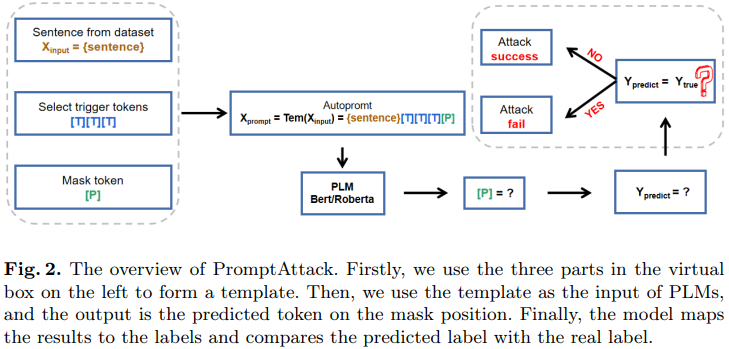 Sentence from dataset
Xinput = {sentence}
Select trigger tokens
[T][T][T]
Mask token
[P]
Autopromt
Xprompt = Tem(Xinput) = {sentence}[T][T][T][P]
PLM
Bert/Roberta
[P] = ?
Ypredict = ?
Ypredict = Ytrue ?
NO
YES
Attack
success
Attack
fail
Fig. 2. The overview of PromptAttack. Firstly, we use the three parts in the virtual
box on the left to form a template. Then, we use the template as the input of PLMs,
and the output is the predicted token on the mask position. Finally, the model maps
the results to the labels and compares the predicted label with the real label.